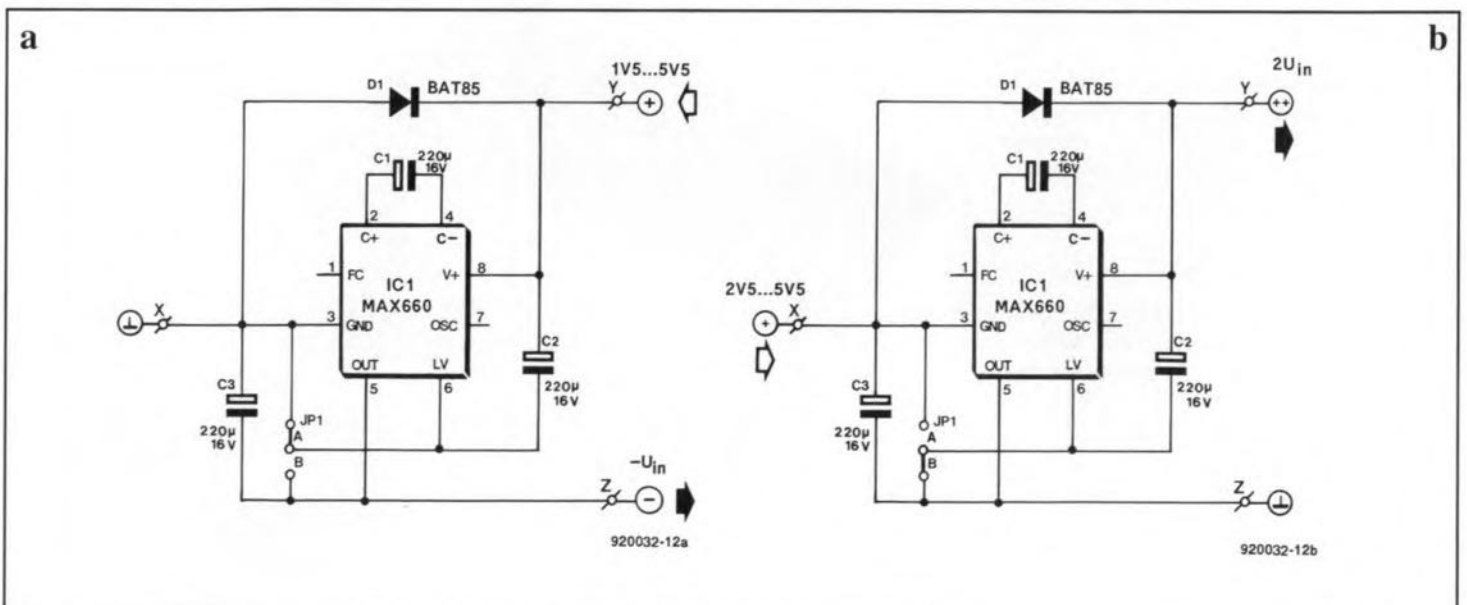 a
D1
BAT85
1V5...5V5
Y
+
C1
220µ
16V
2
4
C+
C−
1
FC
V+
8
IC1
MAX660
X
3
GND
OSC
7
OUT
LV
5
6
C2
220µ
16V
C3
220µ
16V
JP1
A
B
−Uin
Z
−
920032-12a
b
D1
BAT85
2Uin
Y
++
C1
220µ
16V
2
4
C+
C−
1
FC
V+
8
IC1
MAX660
2V5...5V5
+
X
3
GND
OSC
7
OUT
LV
5
6
C2
220µ
16V
C3
220µ
16V
JP1
A
B
Z
920032-12b